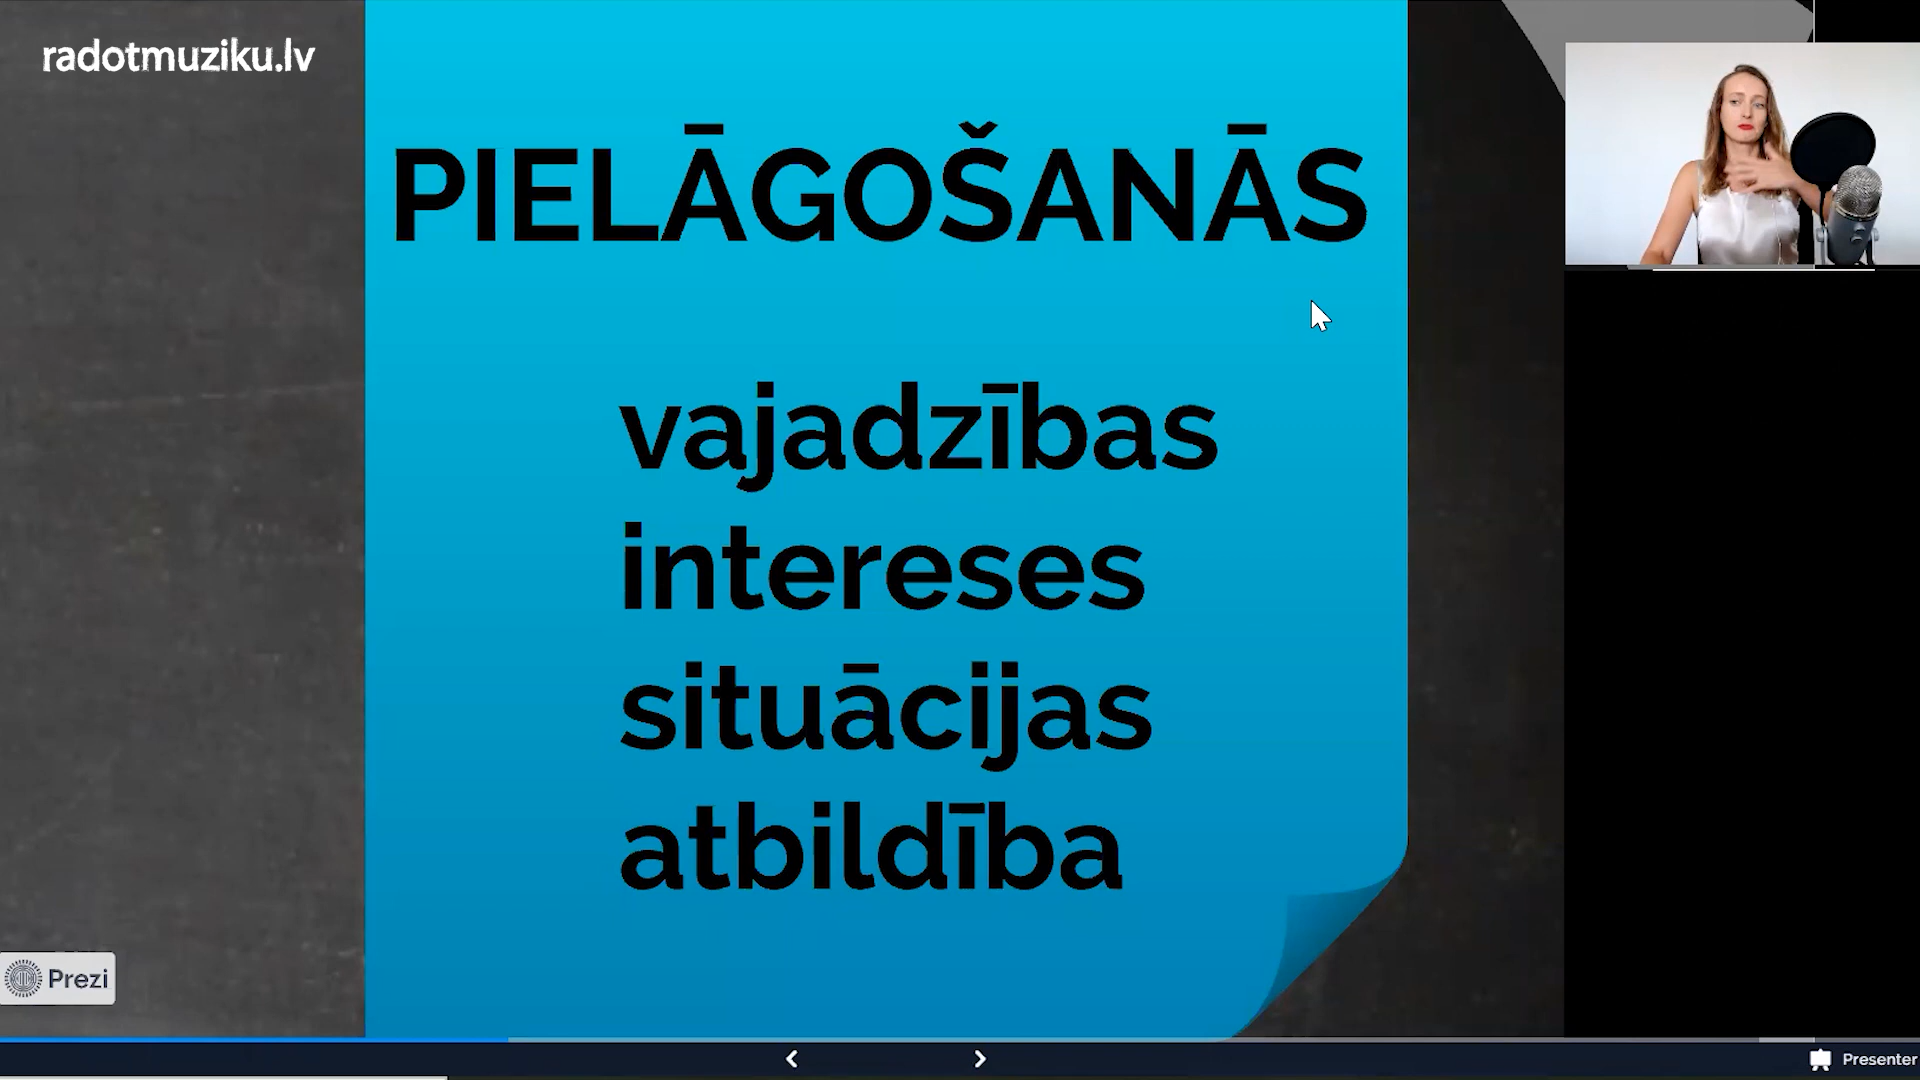 radotmuziku.lv
PIELĀGOŠANĀS
vajadzības
intereses
situācijas
atbildība
Prezi
Presenter